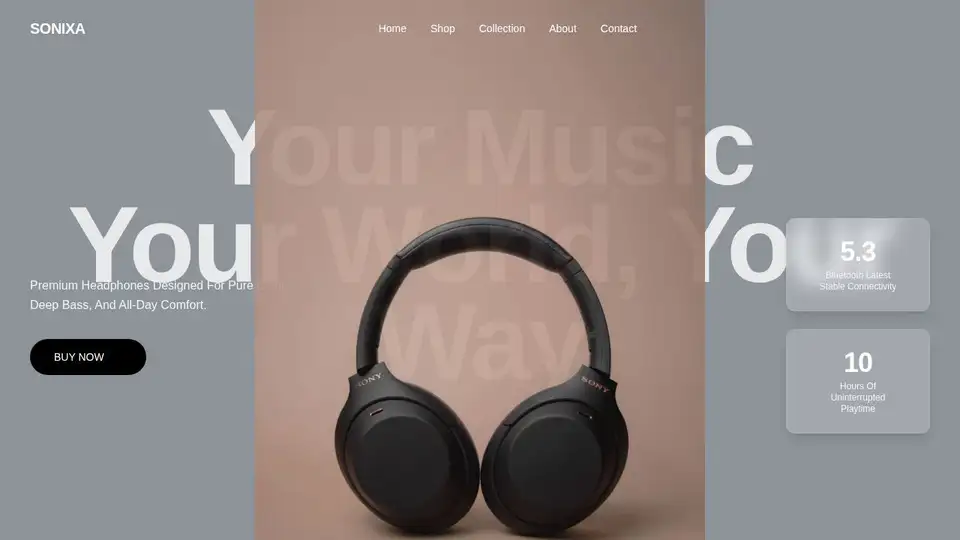 SONIXA
Home Shop Collection About Contact
Your Music
Your World, Your
Way!
Premium Headphones Designed For Pure
Deep Bass, And All-Day Comfort.
BUY NOW
5.3
Bluetooth Latest
Stable Connectivity
10
Hours Of
Uninterrupted
Playtime
SONY
SONY